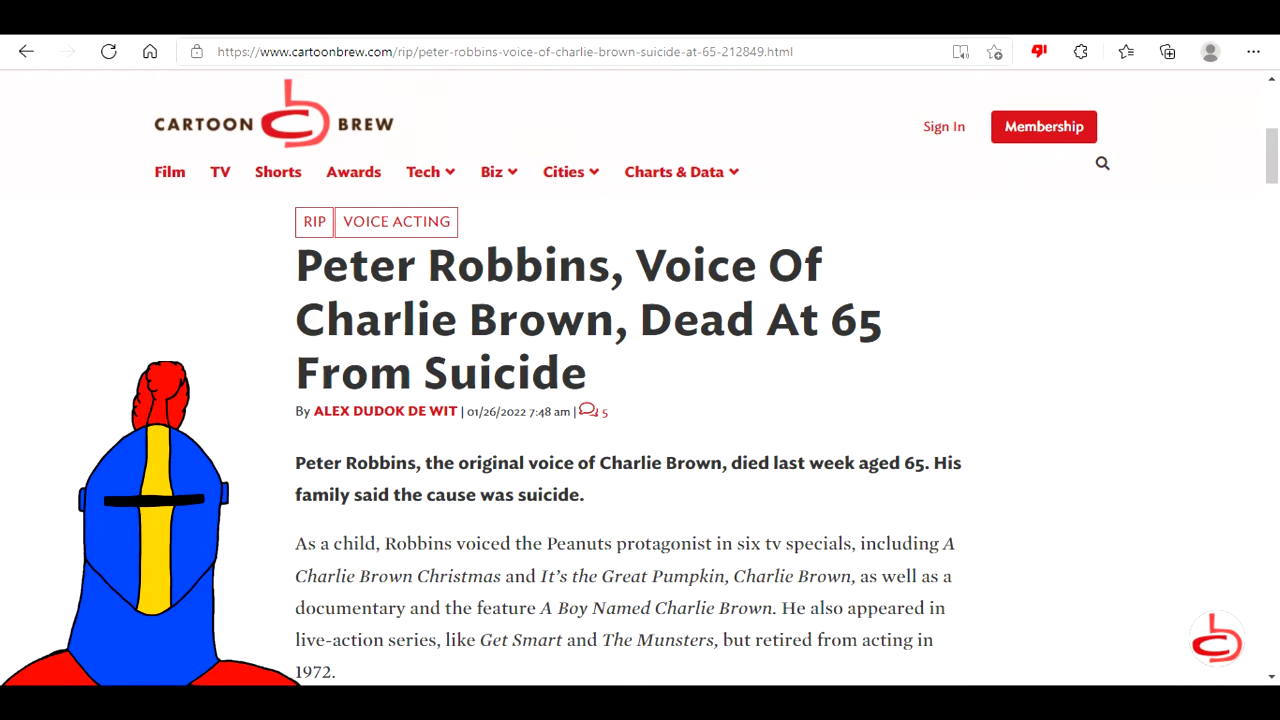 https://www.cartoonbrew.com/rip/peter-robbins-voice-of-charlie-brown-suicide-at-65-212849.html
CARTOON BREW
Sign In Membership
Film TV Shorts Awards Tech Biz Cities Charts & Data
RIP VOICE ACTING
Peter Robbins, Voice Of
Charlie Brown, Dead At 65
From Suicide
By ALEX DUDOK DE WIT | 01/26/2022 7:48 am | 5
Peter Robbins, the original voice of Charlie Brown, died last week aged 65. His
family said the cause was suicide.
As a child, Robbins voiced the Peanuts protagonist in six tv specials, including A
Charlie Brown Christmas and It's the Great Pumpkin, Charlie Brown, as well as a
documentary and the feature A Boy Named Charlie Brown. He also appeared in
live-action series, like Get Smart and The Munsters, but retired from acting in
1972.